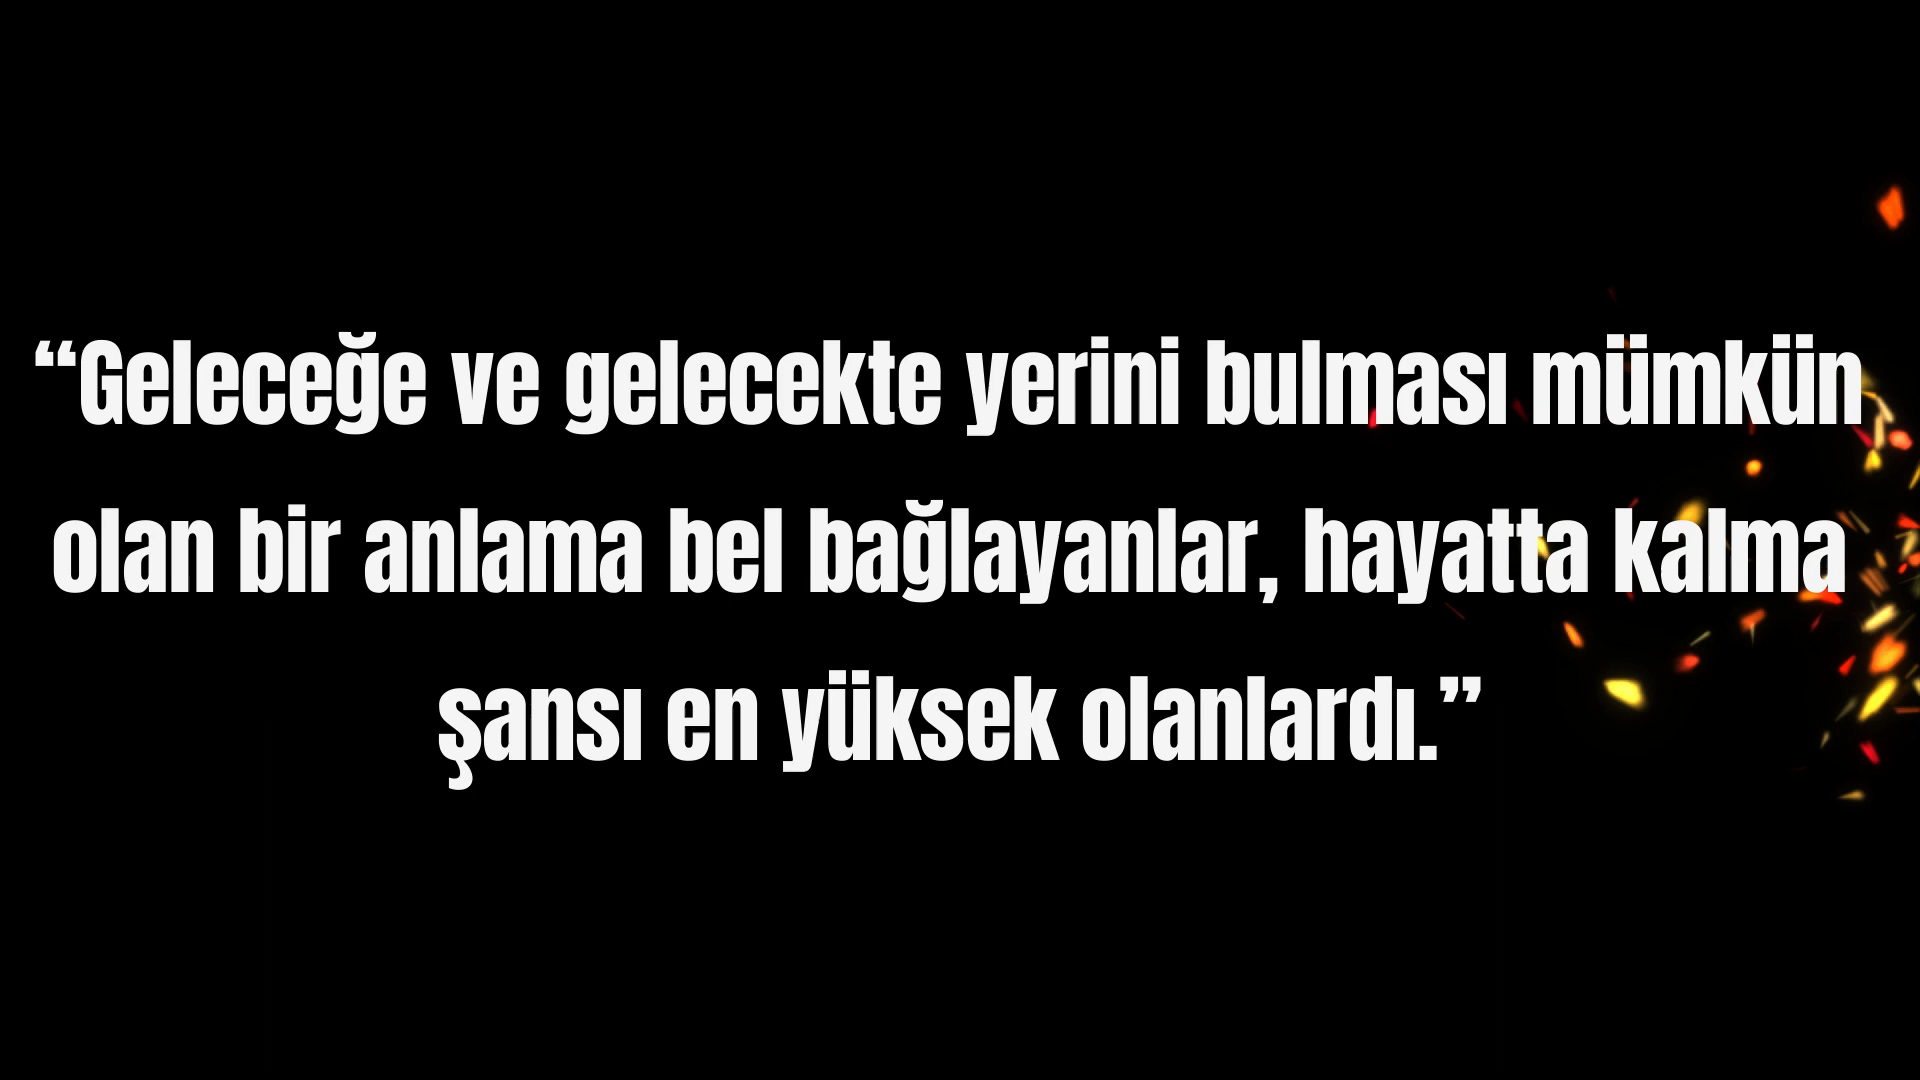 “Geleceğe ve gelecekte yerini bulması mümkün
olan bir anlama bel bağlayanlar, hayatta kalma
şansı en yüksek olanlardı.”